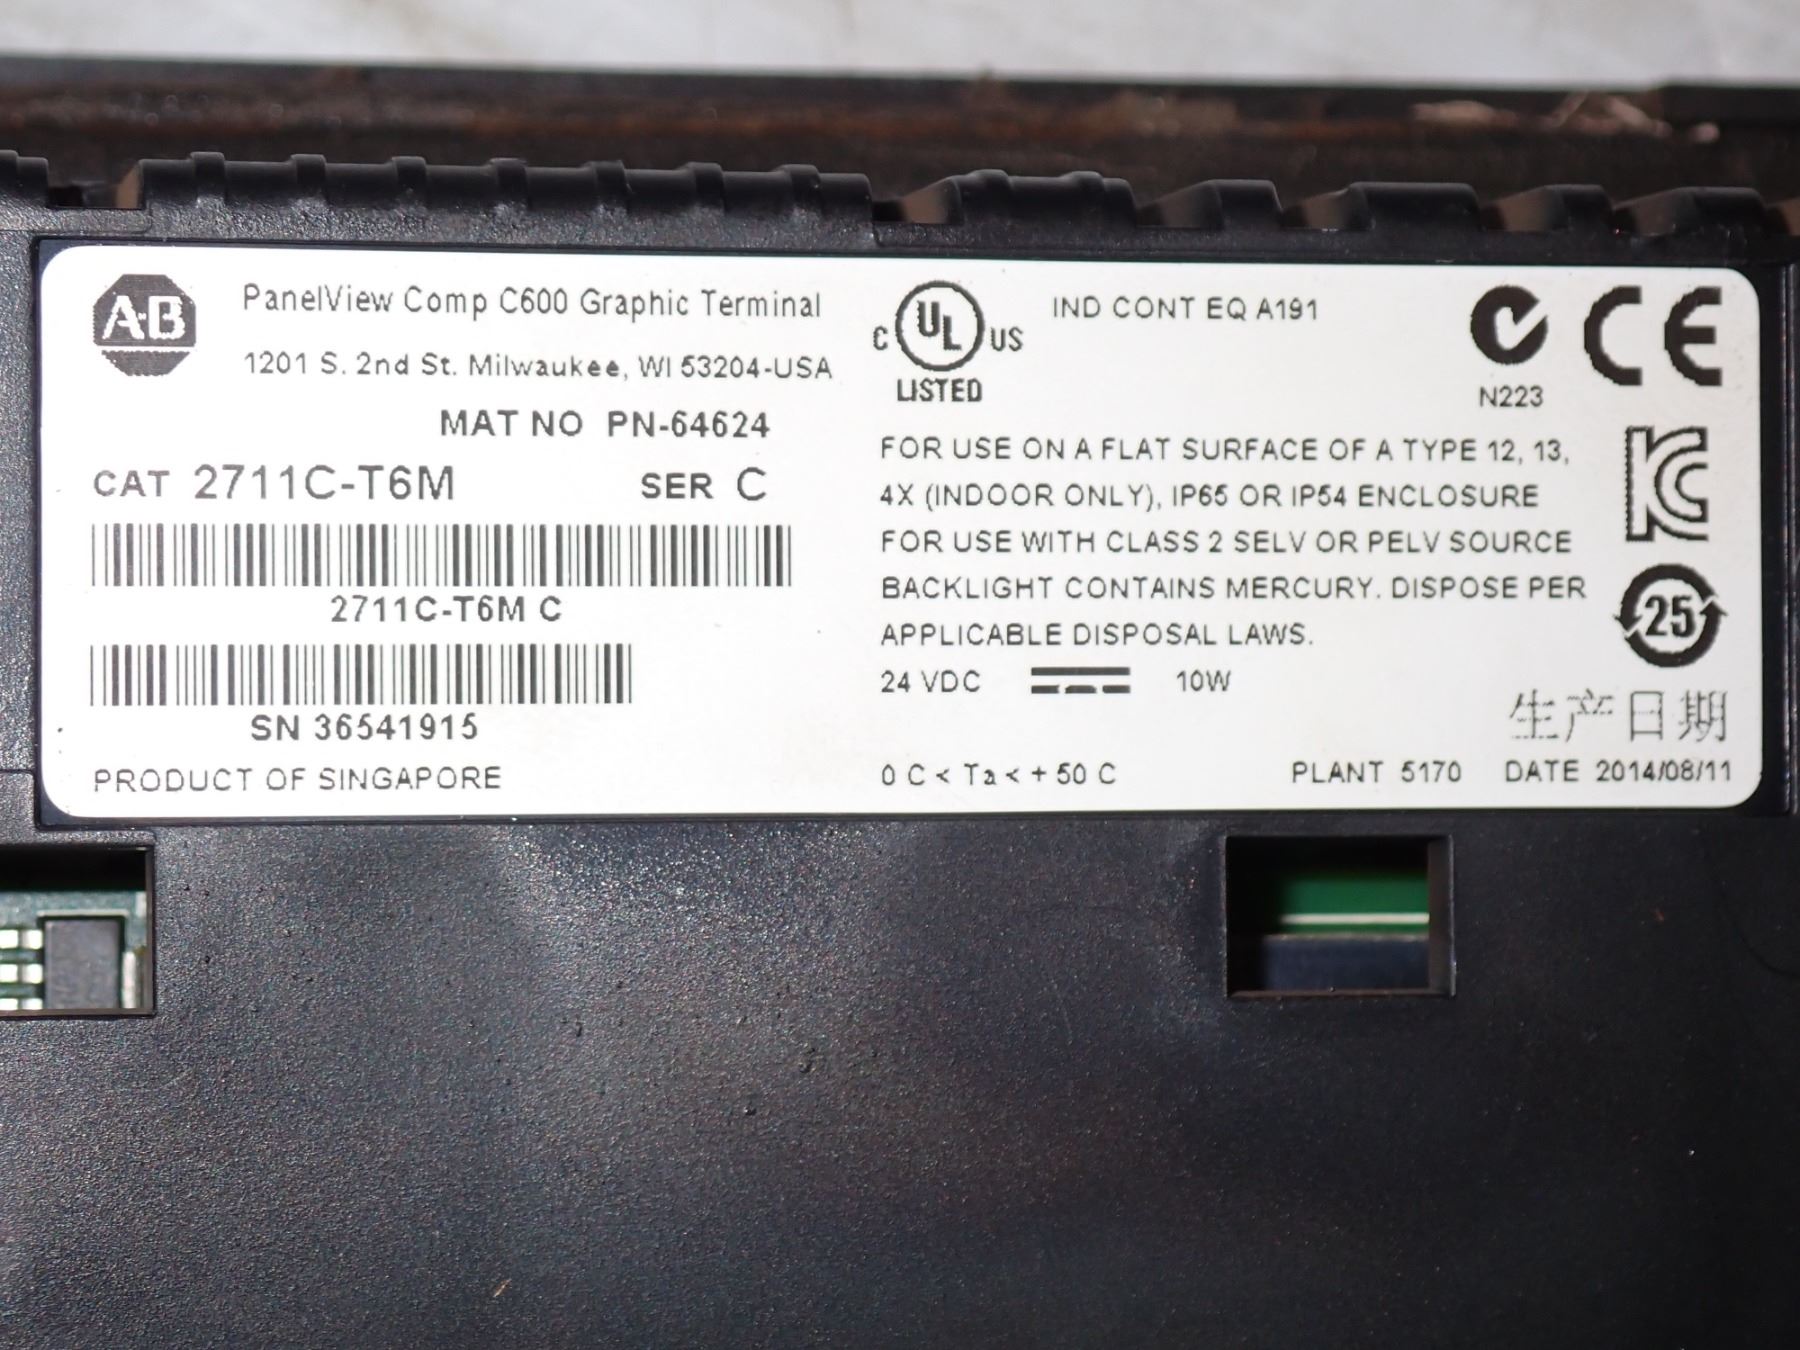 A-B
PanelView Comp C600 Graphic Terminal
1201 S. 2nd St. Milwaukee, WI 53204-USA
MAT NO PN-64624
CAT 2711C-T6M SER C
2711C-T6M C
SN 36541915
PRODUCT OF SINGAPORE
C UL US
LISTED
IND CONT EQ A191
N223
CE
FOR USE ON A FLAT SURFACE OF A TYPE 12, 13,
4X (INDOOR ONLY), IP65 OR IP54 ENCLOSURE
FOR USE WITH CLASS 2 SELV OR PELV SOURCE
BACKLIGHT CONTAINS MERCURY. DISPOSE PER
APPLICABLE DISPOSAL LAWS.
24 VDC 10W
0 C < Ta < + 50 C
KC
25
生产日期
PLANT 5170 DATE 2014/08/11